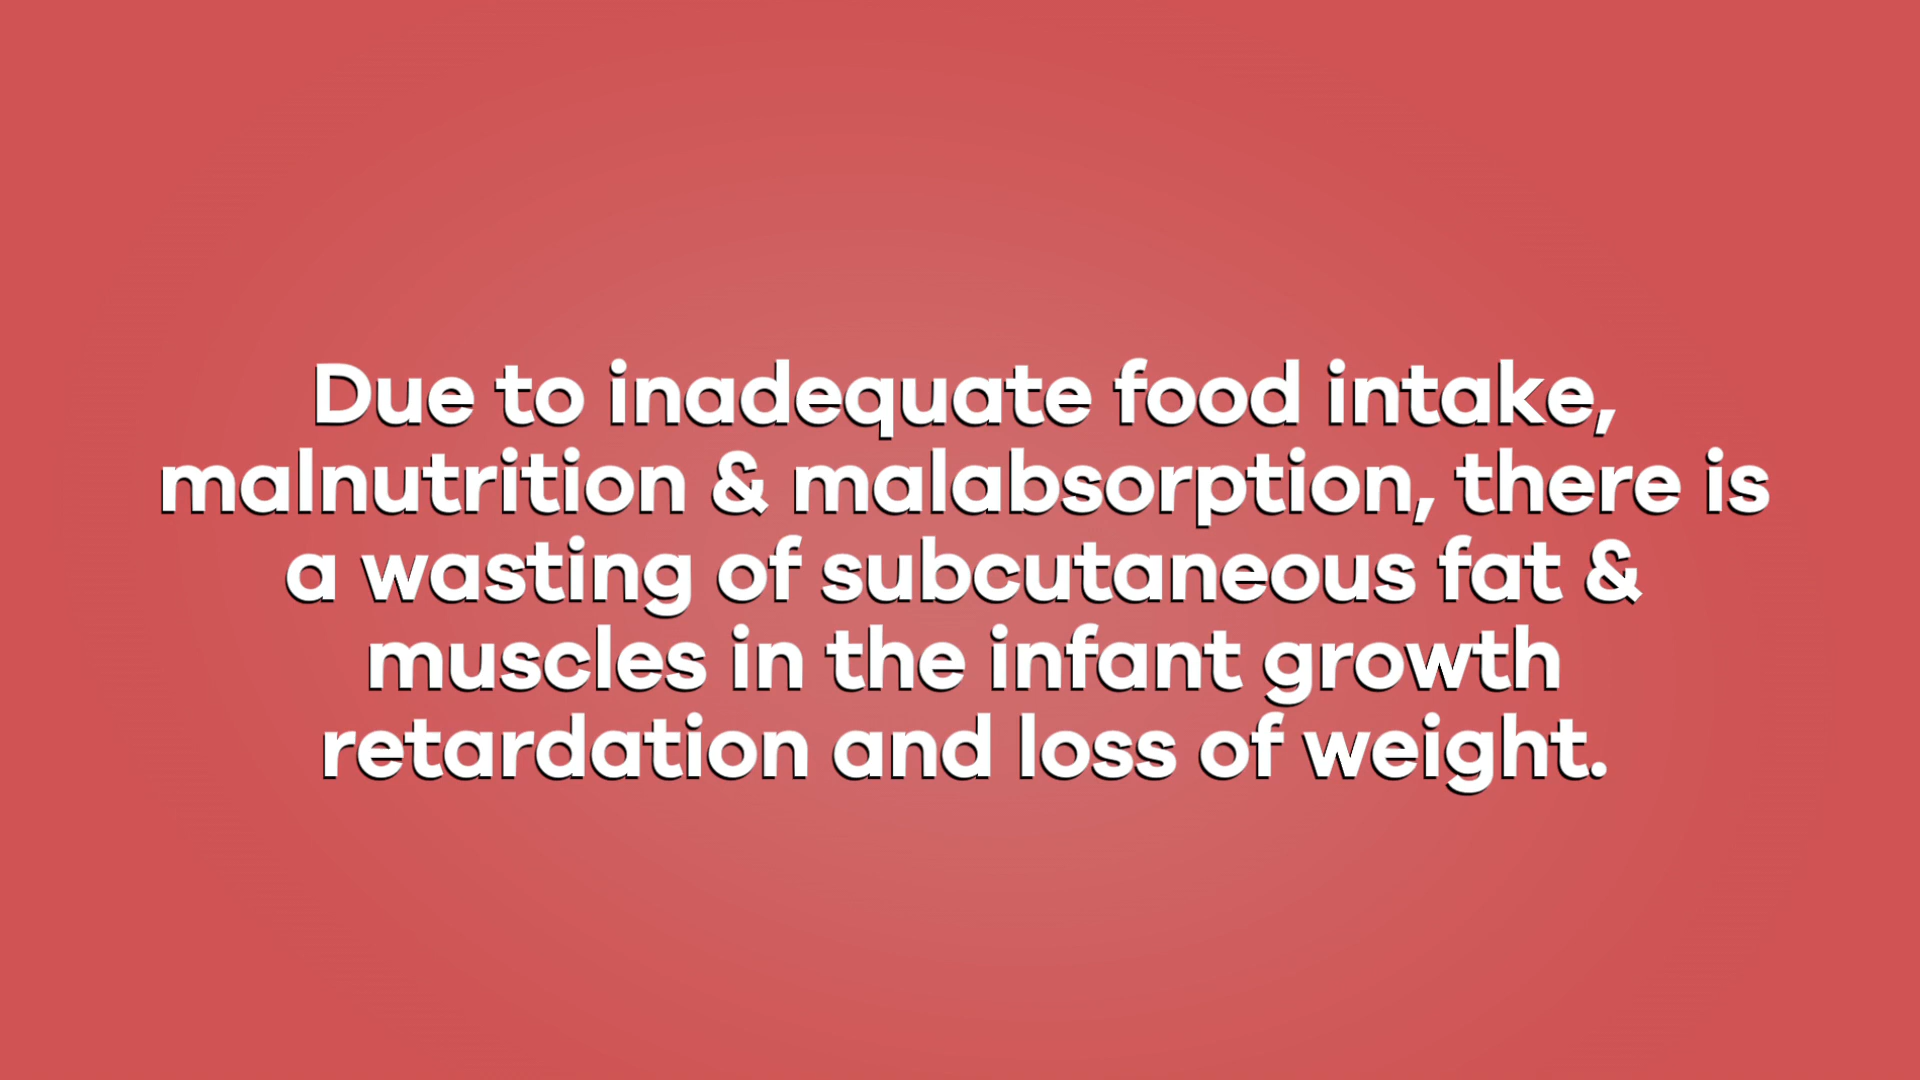 Due to inadequate food intake,
malnutrition & malabsorption, there is
a wasting of subcutaneous fat &
muscles in the infant growth
retardation and loss of weight.